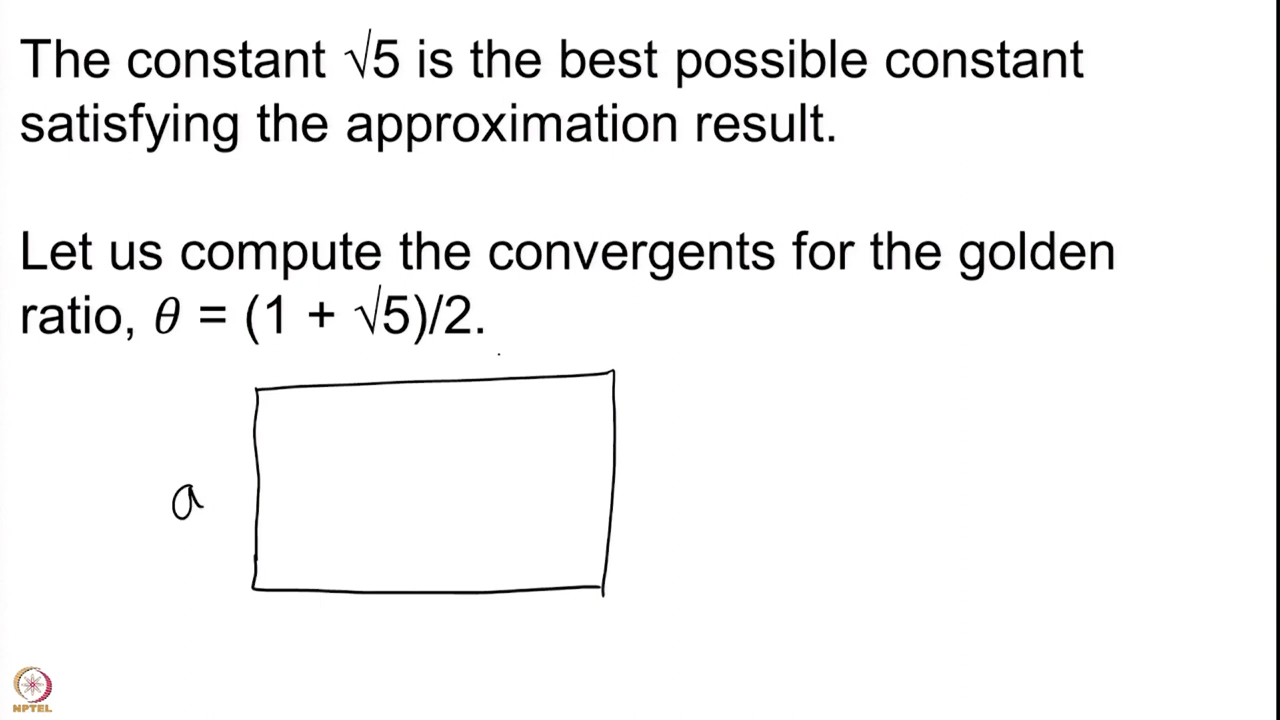 The constant √5 is the best possible constant
satisfying the approximation result.
Let us compute the convergents for the golden
ratio, θ = (1 + √5)/2.
a
NPTEL